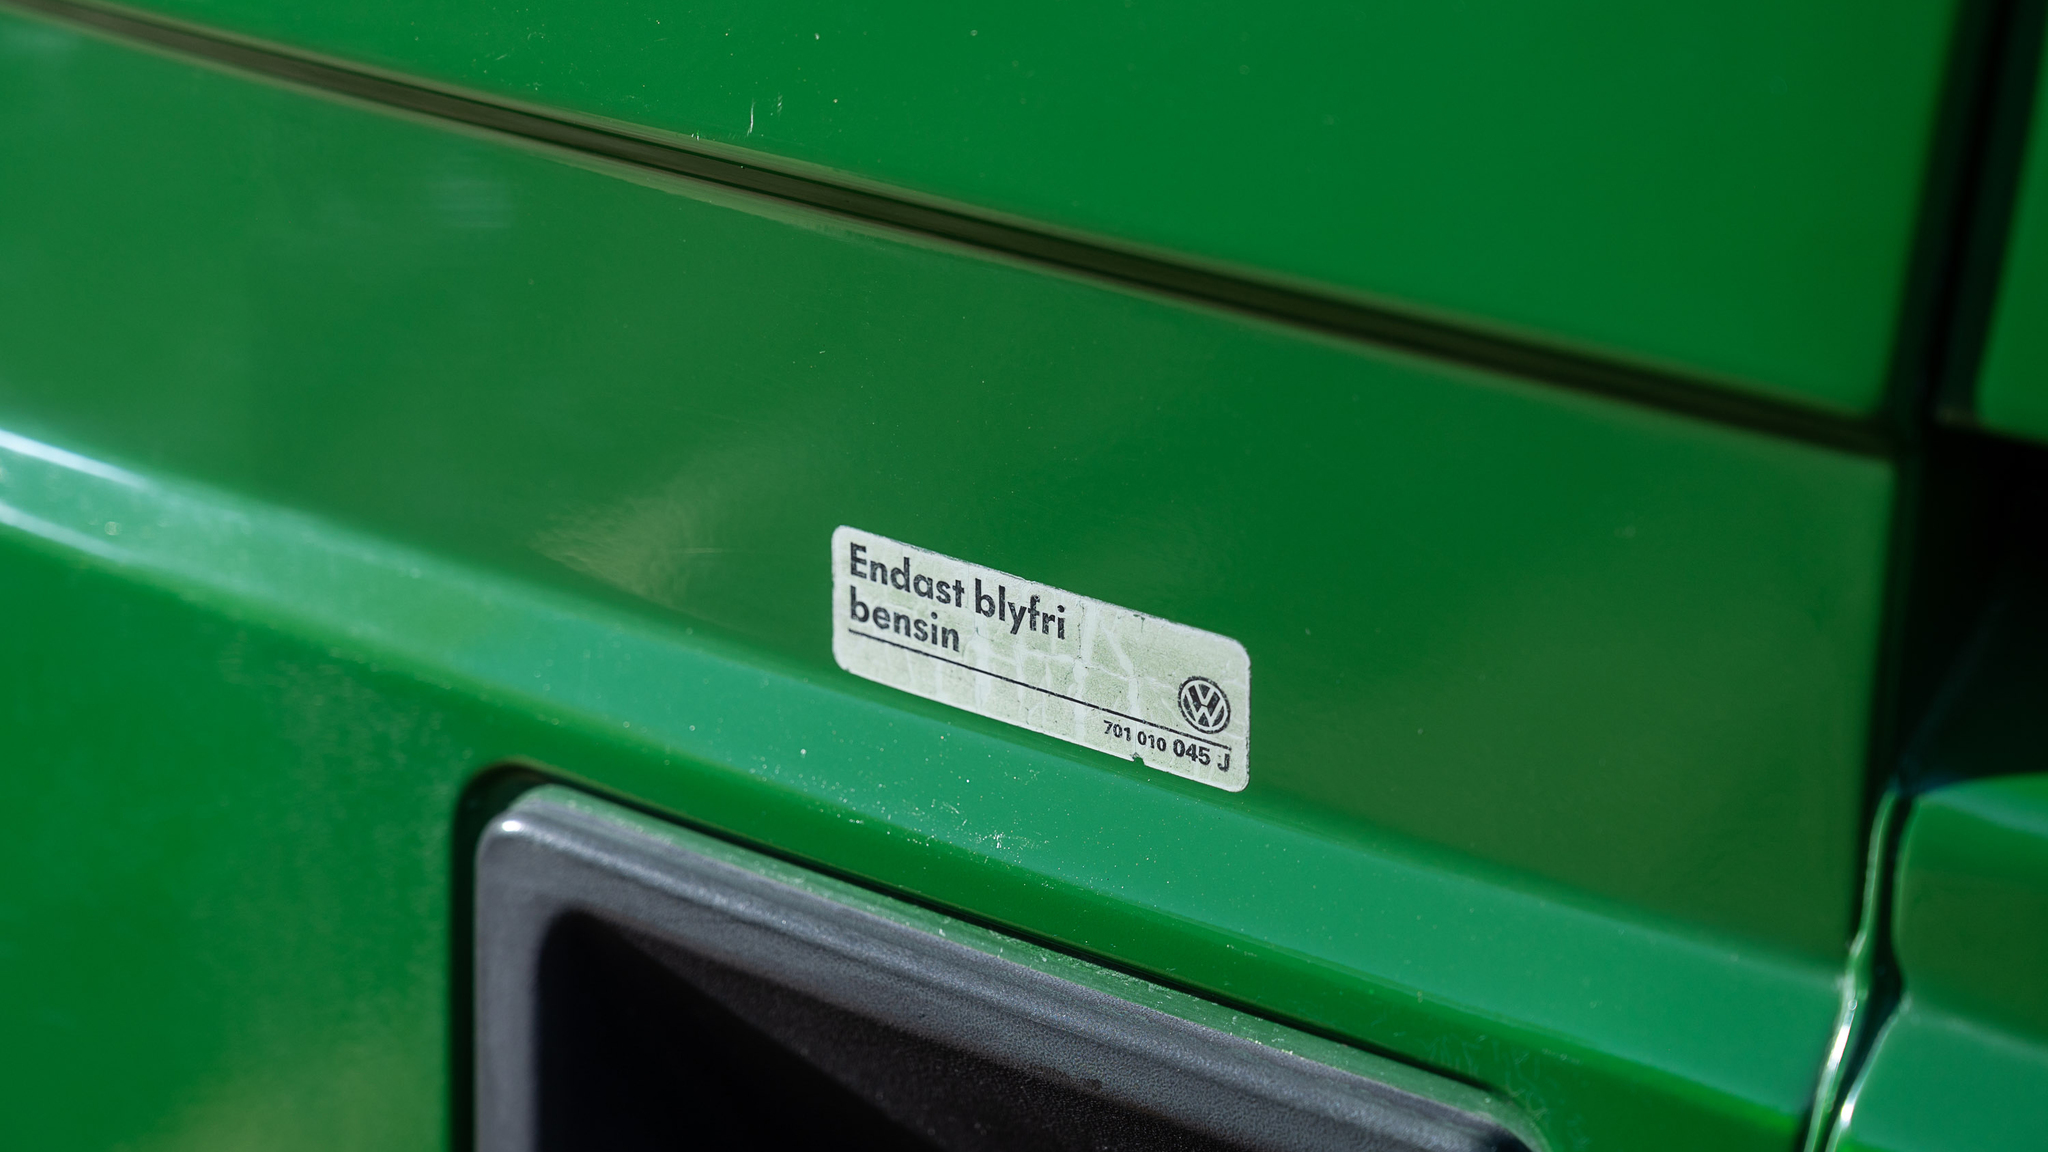 Endast blyfri
bensin
701 010 045 J